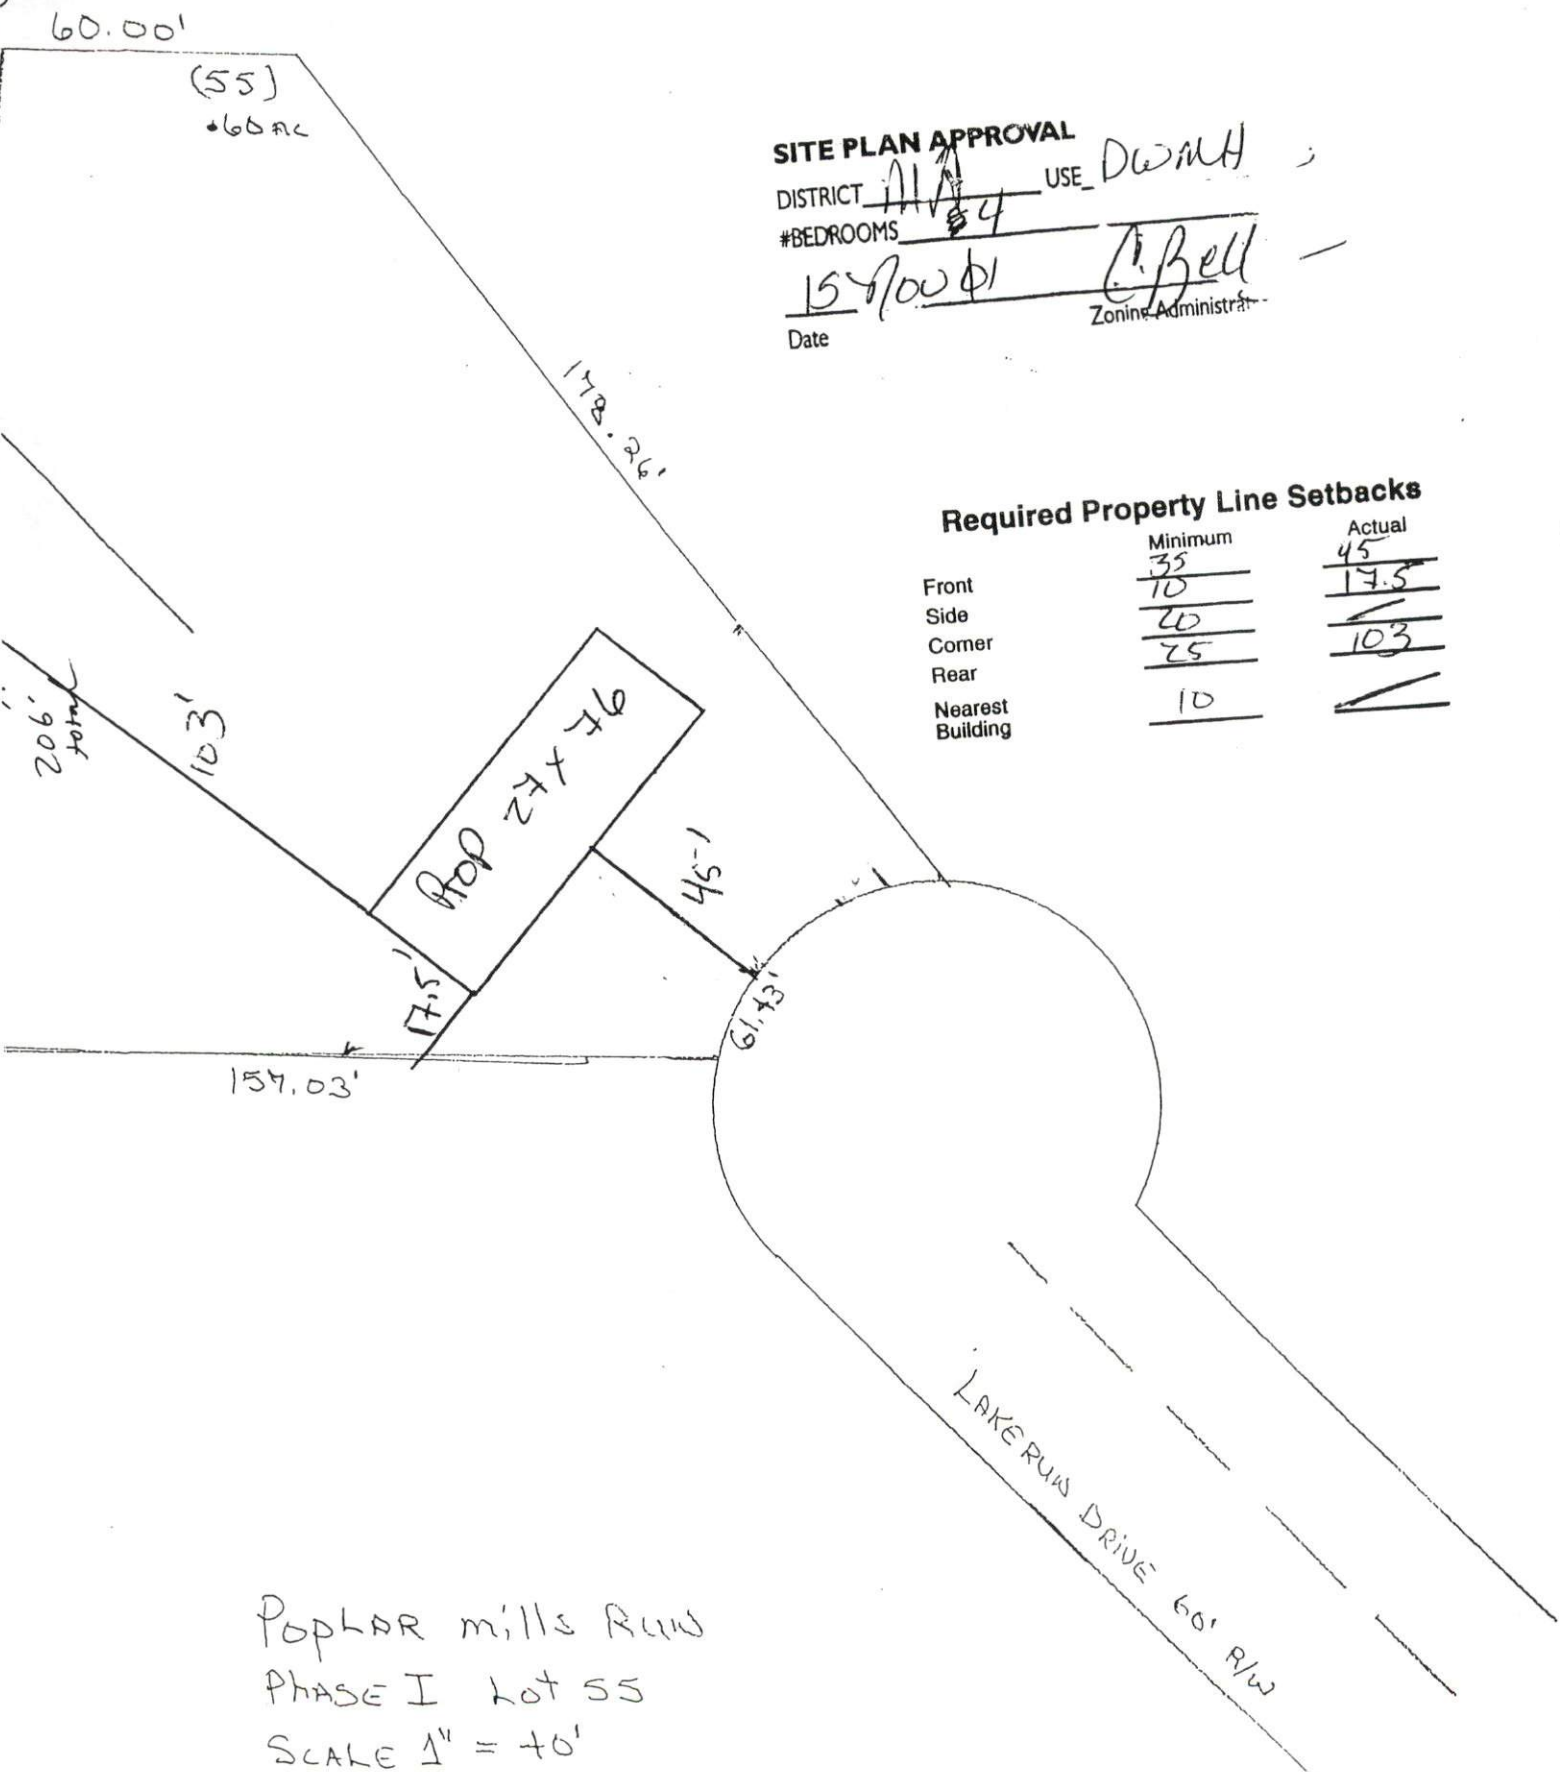 60.00'
(55)
.60 AC
SITE PLAN APPROVAL
DISTRICT USE DWMH
#BEDROOMS 4
15 Nov 01 C. Bell
Date Zoning Administrat
178.26'
Required Property Line Setbacks
Minimum Actual
Front 35 45
Side 10 17.5
Corner 20
Rear 25 103
Nearest Building 10
206' total
103'
Prop 27 x 76
45'
17.5'
61.43'
157.03'
LAKERUN DRIVE 60' R/W
POPLAR mills RUN
PHASE I Lot 55
SCALE 1" = 40'